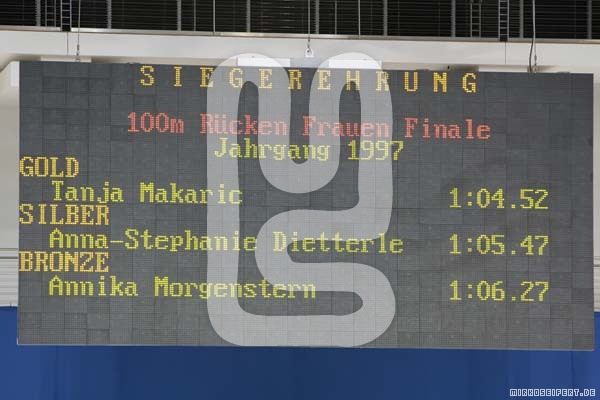 SIEGEREHRUNG
100m Rücken Frauen Finale
Jahrgang 1997
GOLD
Tanja Makaric 1:04.52
SILBER
Anna-Stephanie Dietterle 1:05.47
BRONZE
Annika Morgenstern 1:06.27
MIRKOSEIFERT.DE